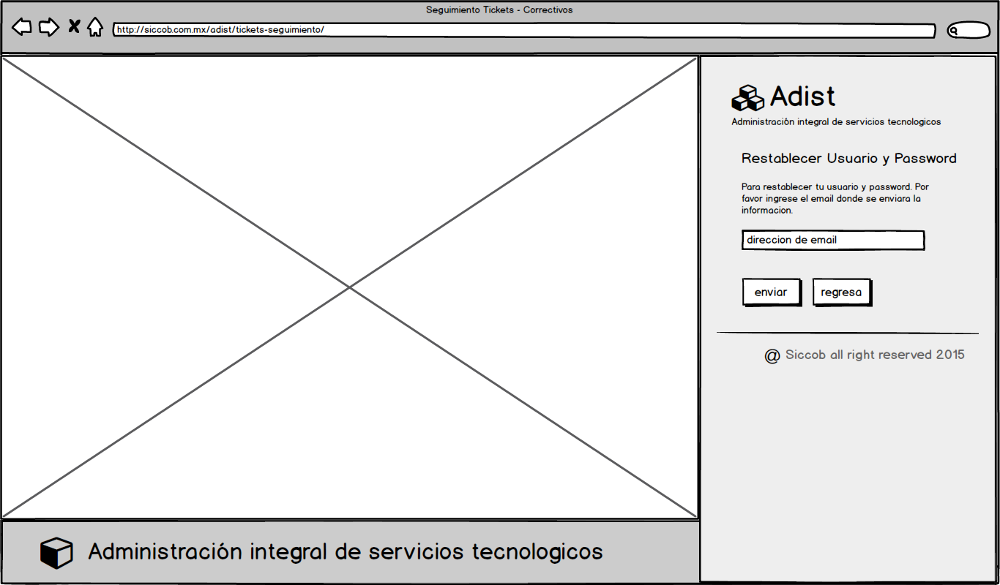 Seguimiento Tickets - Correctivos
http://siccob.com.mx/adist/tickets-seguimiento/
Adist
Administración integral de servicios tecnologicos
Restablecer Usuario y Password
Para restablecer tu usuario y password. Por
favor ingrese el email donde se enviara la
informacion.
direccion de email
enviar regresa
@ Siccob all right reserved 2015
Administración integral de servicios tecnologicos